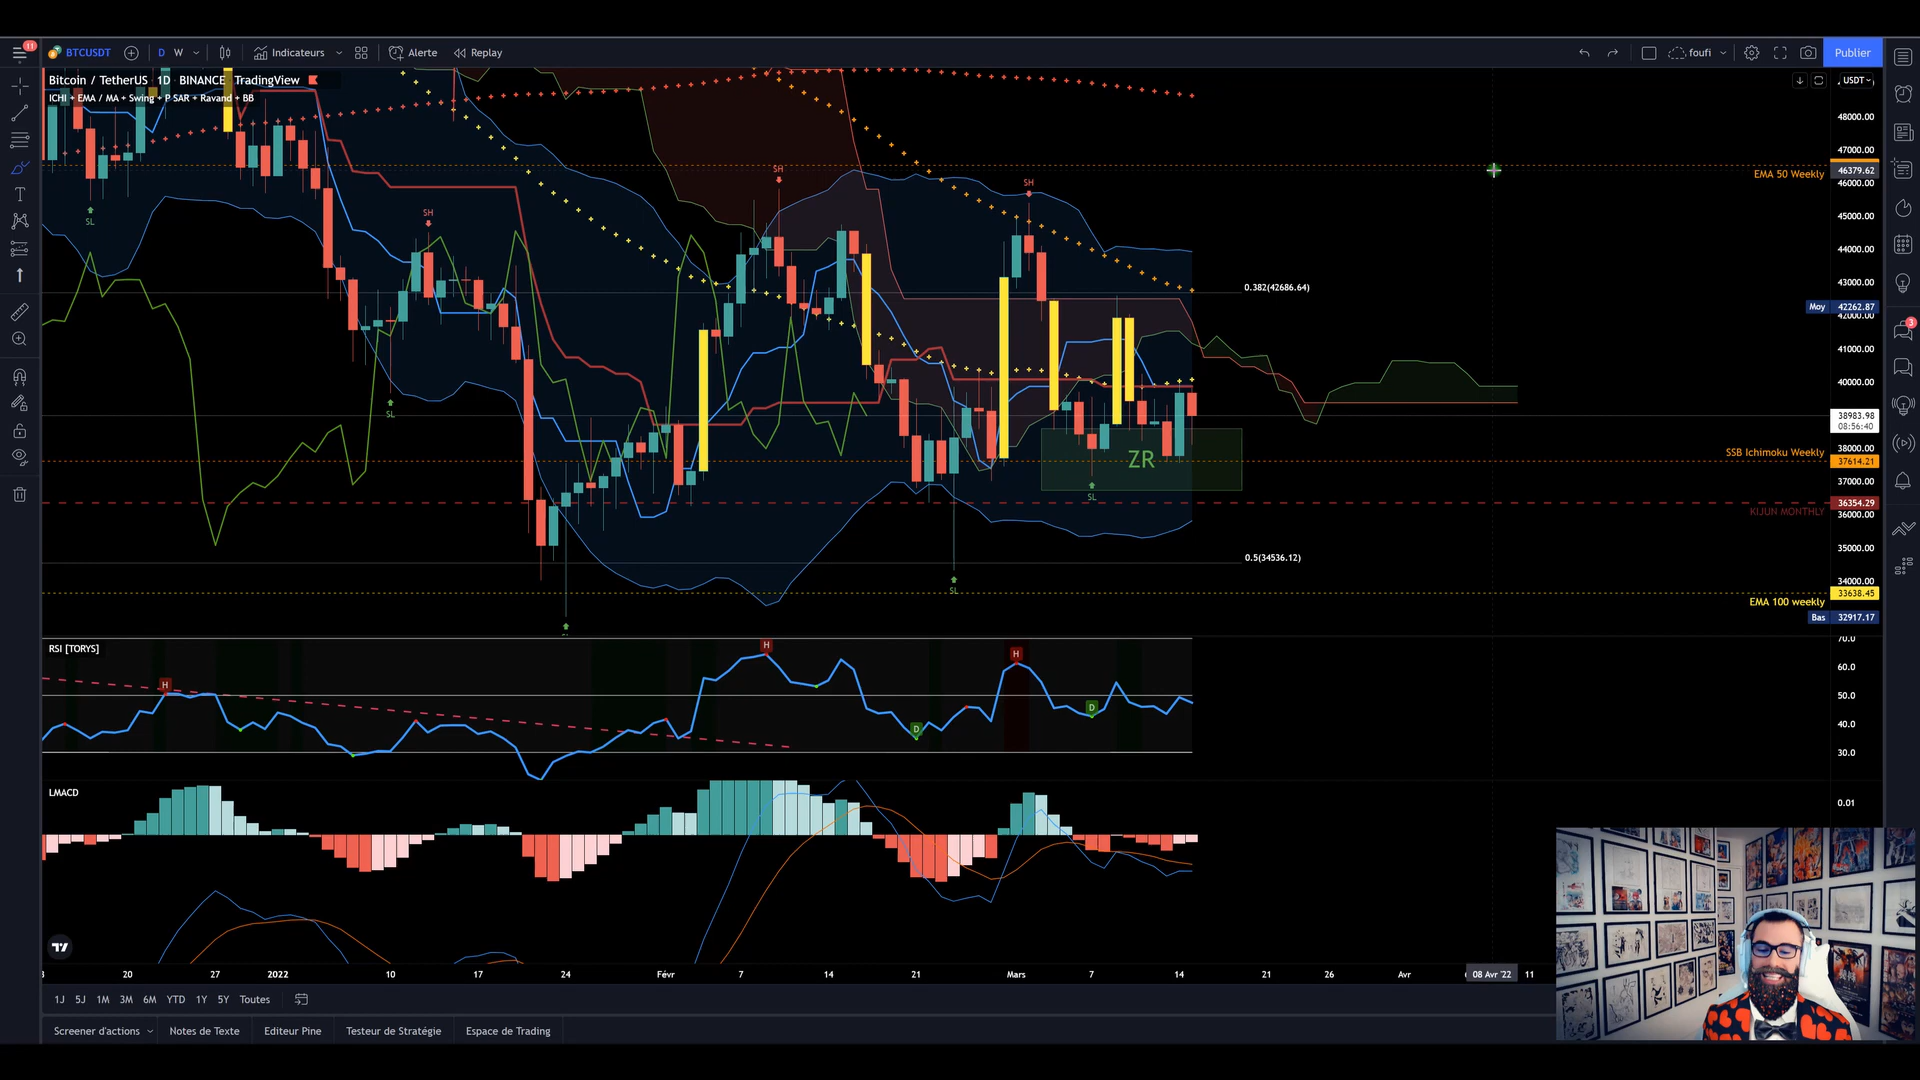 11
BTCUSDT
D
W
Indicateurs
Alerte
Replay
foufi
Publier
Bitcoin / TetherUS 1D BINANCE TradingView
ICHI + EMA / MA + Swing + P SAR + Ravand + BB
USDT
48000.00
47000.00
EMA 50 Weekly
46379.62
46000.00
45000.00
44000.00
43000.00
Moy
42262.87
42000.00
41000.00
40000.00
38983.98
08:56:40
38000.00
SSB Ichimoku Weekly
37614.21
37000.00
36354.29
KIJUN MONTHLY
36000.00
35000.00
34000.00
33638.45
EMA 100 weekly
Bas
32917.17
SL
SH
SL
SL
SH
SL
SH
SL
ZR
0.382(42686.64)
0.5(34536.12)
3
RSI [TORYS]
H
H
D
H
D
70.0
60.0
50.0
40.0
30.0
LMACD
0.01
20
27
2022
10
17
24
Févr
7
14
21
Mars
7
14
21
26
Avr
08 Avr '22
11
1J
5J
1M
3M
6M
YTD
1Y
5Y
Toutes
Screener d'actions
Notes de Texte
Editeur Pine
Testeur de Stratégie
Espace de Trading